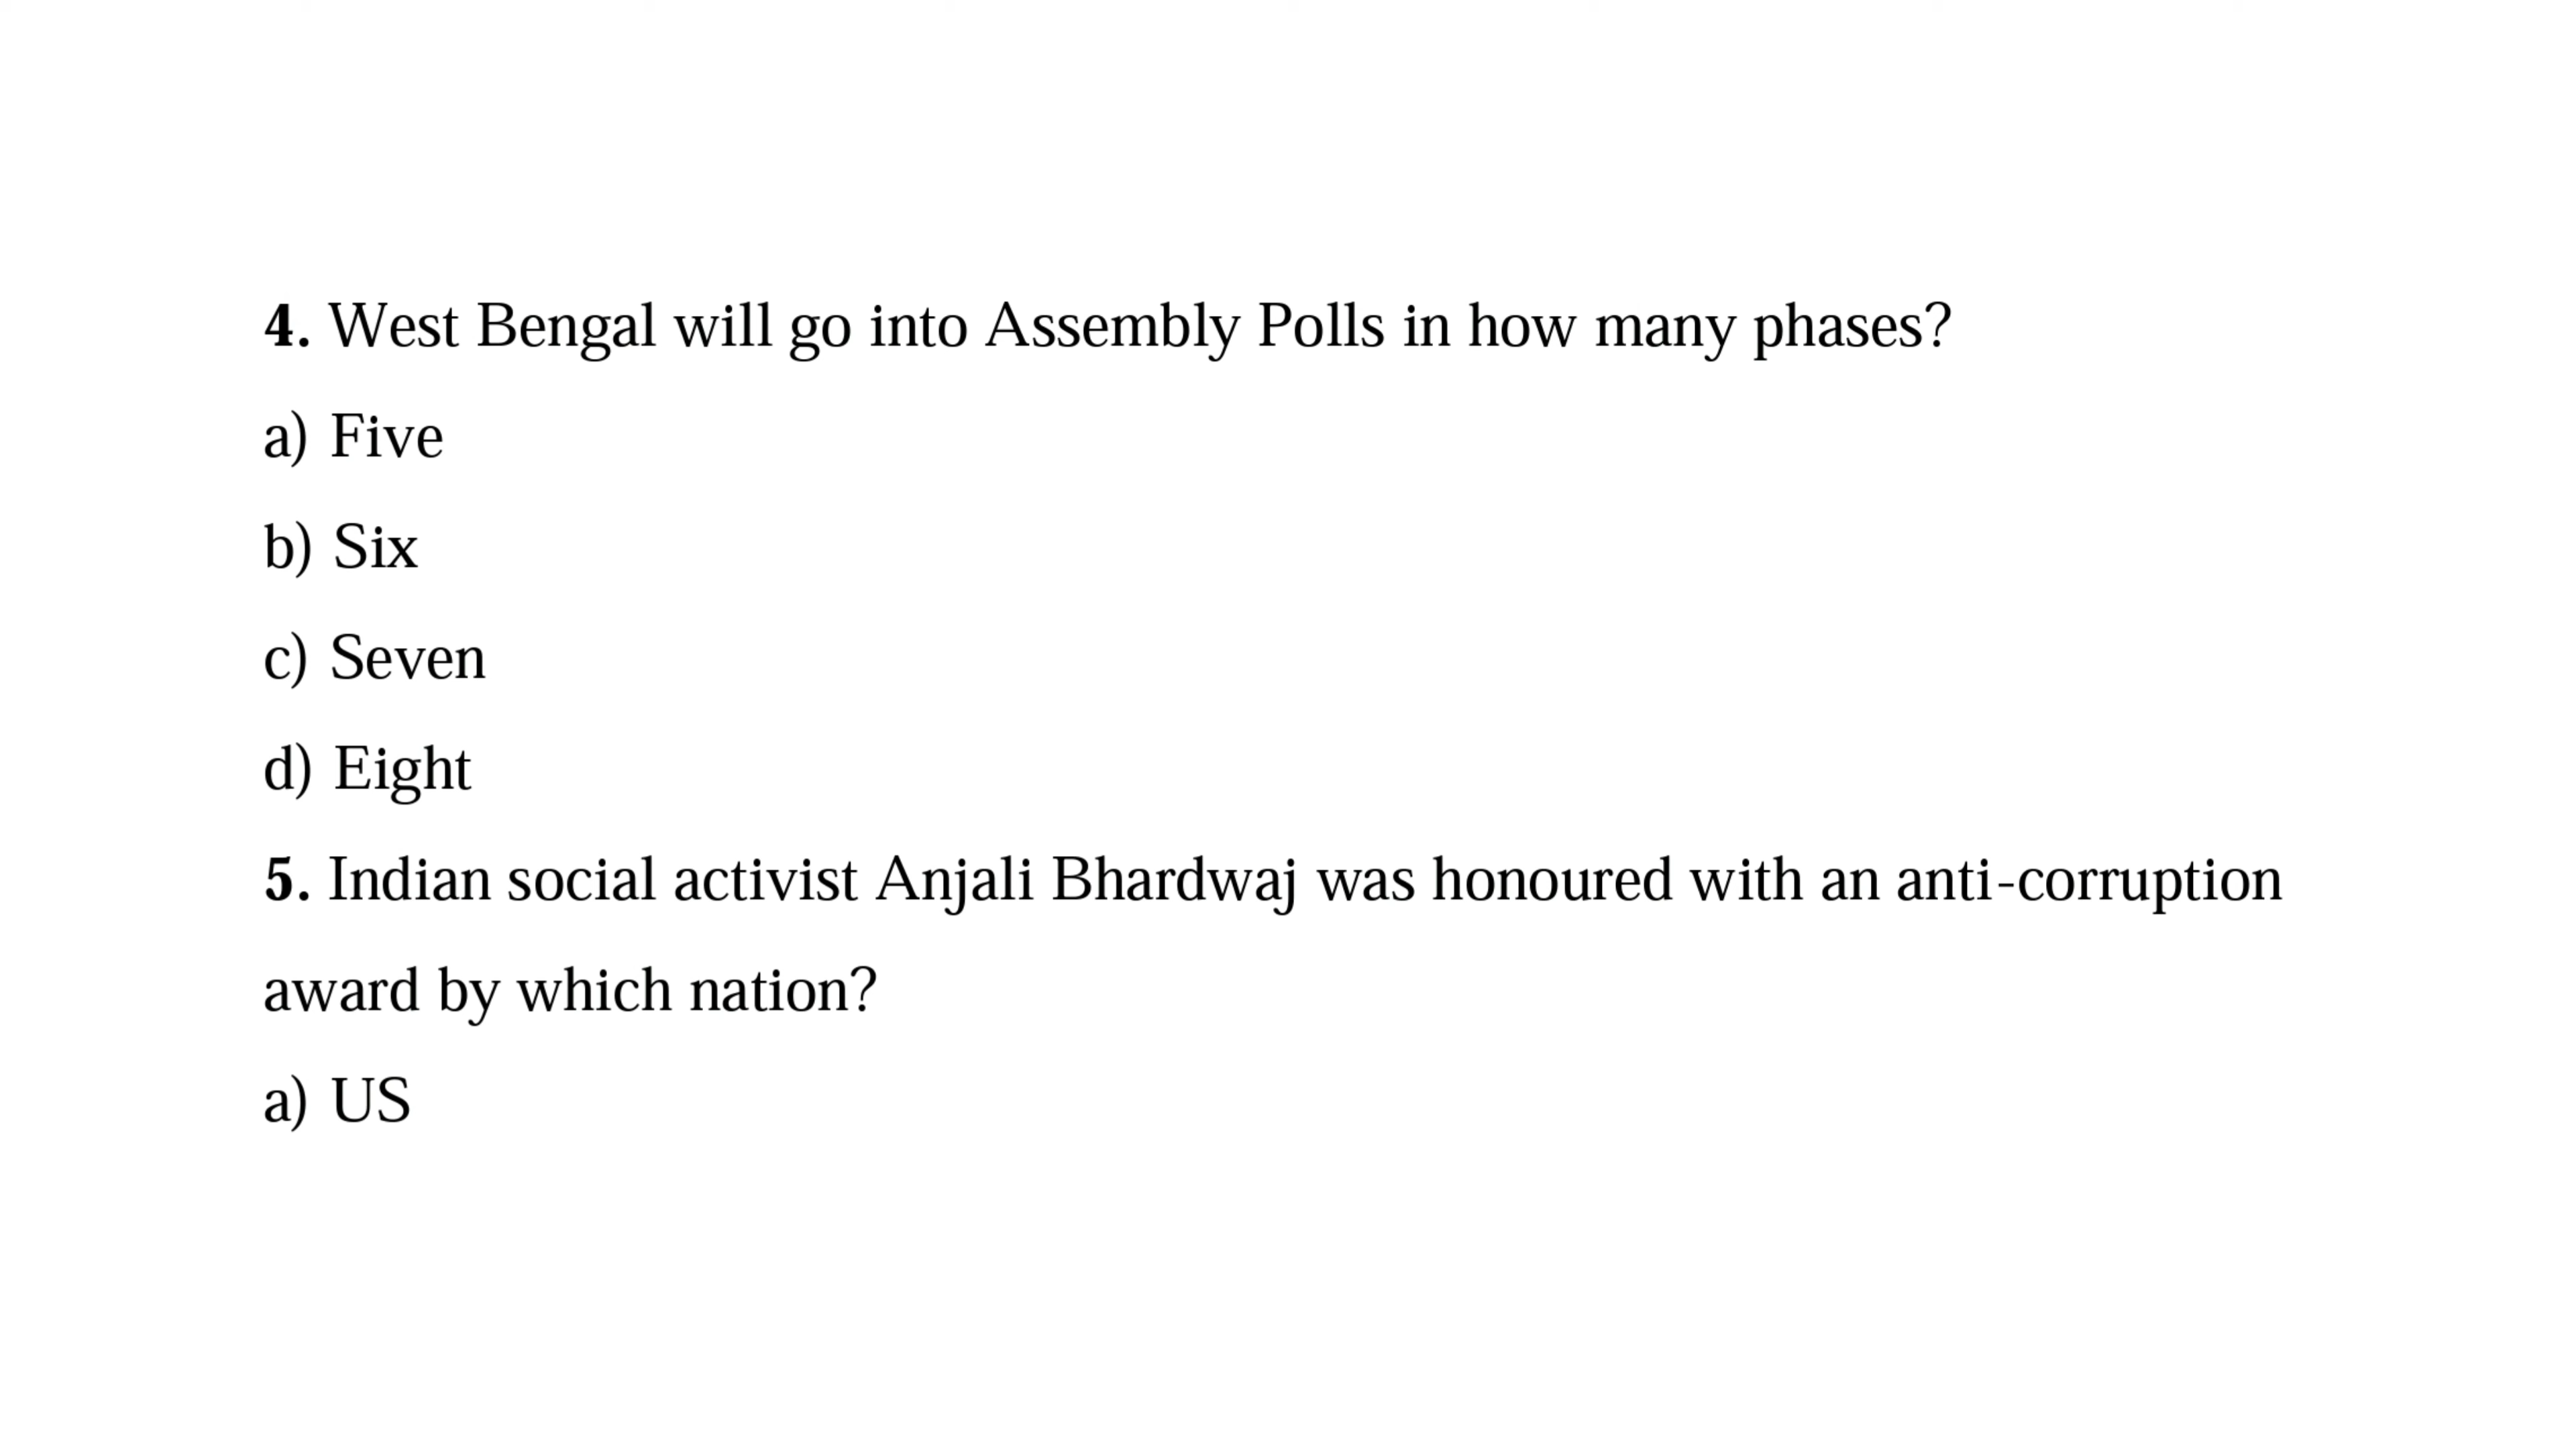 4. West Bengal will go into Assembly Polls in how many phases?
a) Five
b) Six
c) Seven
d) Eight
5. Indian social activist Anjali Bhardwaj was honoured with an anti-corruption
award by which nation?
a) US